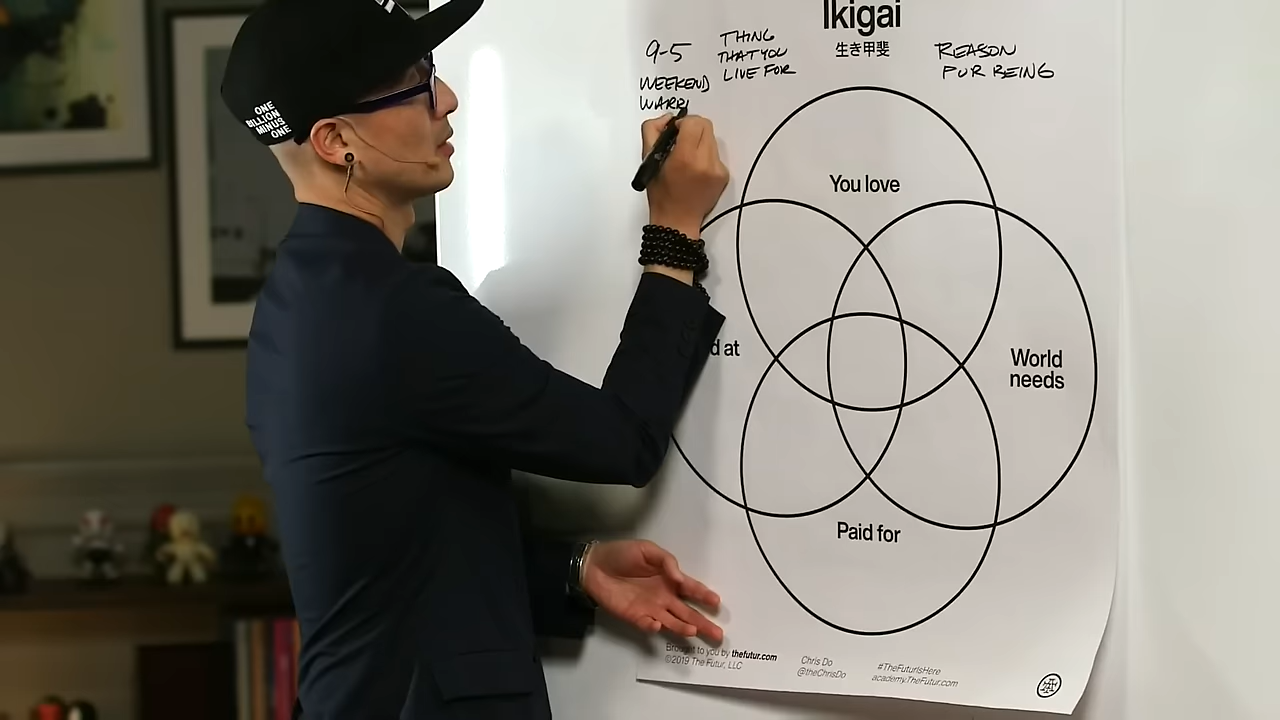 Ikigai
生き甲斐
9-5
WEEKEND
WARRI
THING
THAT YOU
LIVE FOR
REASON
FUR BEING
ONE
BILLION
MINUS
ONE
You love
d at
World
needs
Paid for
Brought to you by thefutur.com
©2019 The Futur, LLC
Chris Do
@theChrisDo
#TheFuturIsHere
academy.TheFutur.com